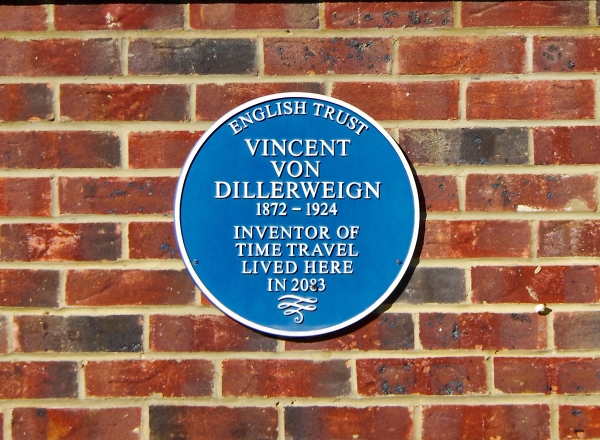 ENGLISH TRUST
VINCENT
VON
DILLERWEIGN
1872 – 1924
INVENTOR OF
TIME TRAVEL
LIVED HERE
IN 2083